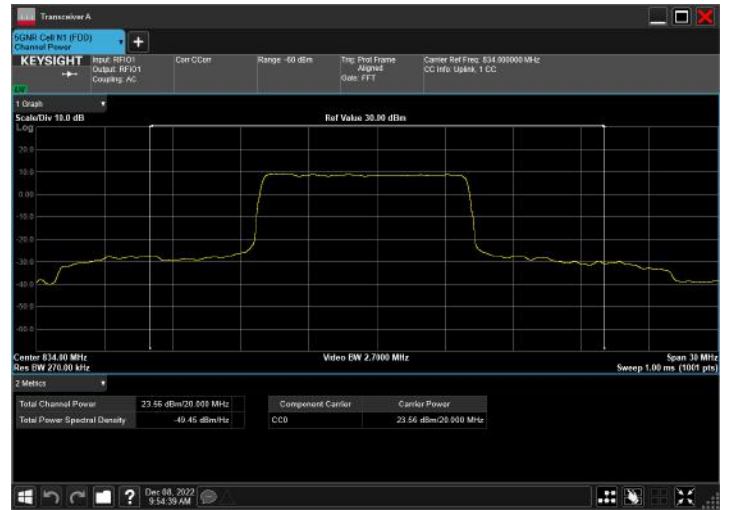 Transceiver A
5GNR Cell N1 (FDD)
Channel Power
KEYSIGHT
Input: RFIO1
Output: RFIO1
Coupling: AC
Corr CCorr
Range: -60 dBm
Trig: Prot Frame
Aligned
Gate: FFT
Carrier Ref Freq: 834.000000 MHz
CC Info: Uplink, 1 CC
1 Graph
Scale/Div 10.0 dB
Ref Value 30.00 dBm
Log
20.0
10.0
0.00
-10.0
-20.0
-30.0
-40.0
-50.0
-60.0
Center 834.00 MHz
Video BW 2.7000 MHz
Span 30 MHz
Res BW 270.00 kHz
Sweep 1.00 ms (1001 pts)
2 Metrics
Total Channel Power 23.56 dBm/20.000 MHz
Total Power Spectral Density -49.45 dBm/Hz
Component Carrier Carrier Power
CC0 23.56 dBm/20.000 MHz
?
Dec 08, 2022
9:54:39 AM